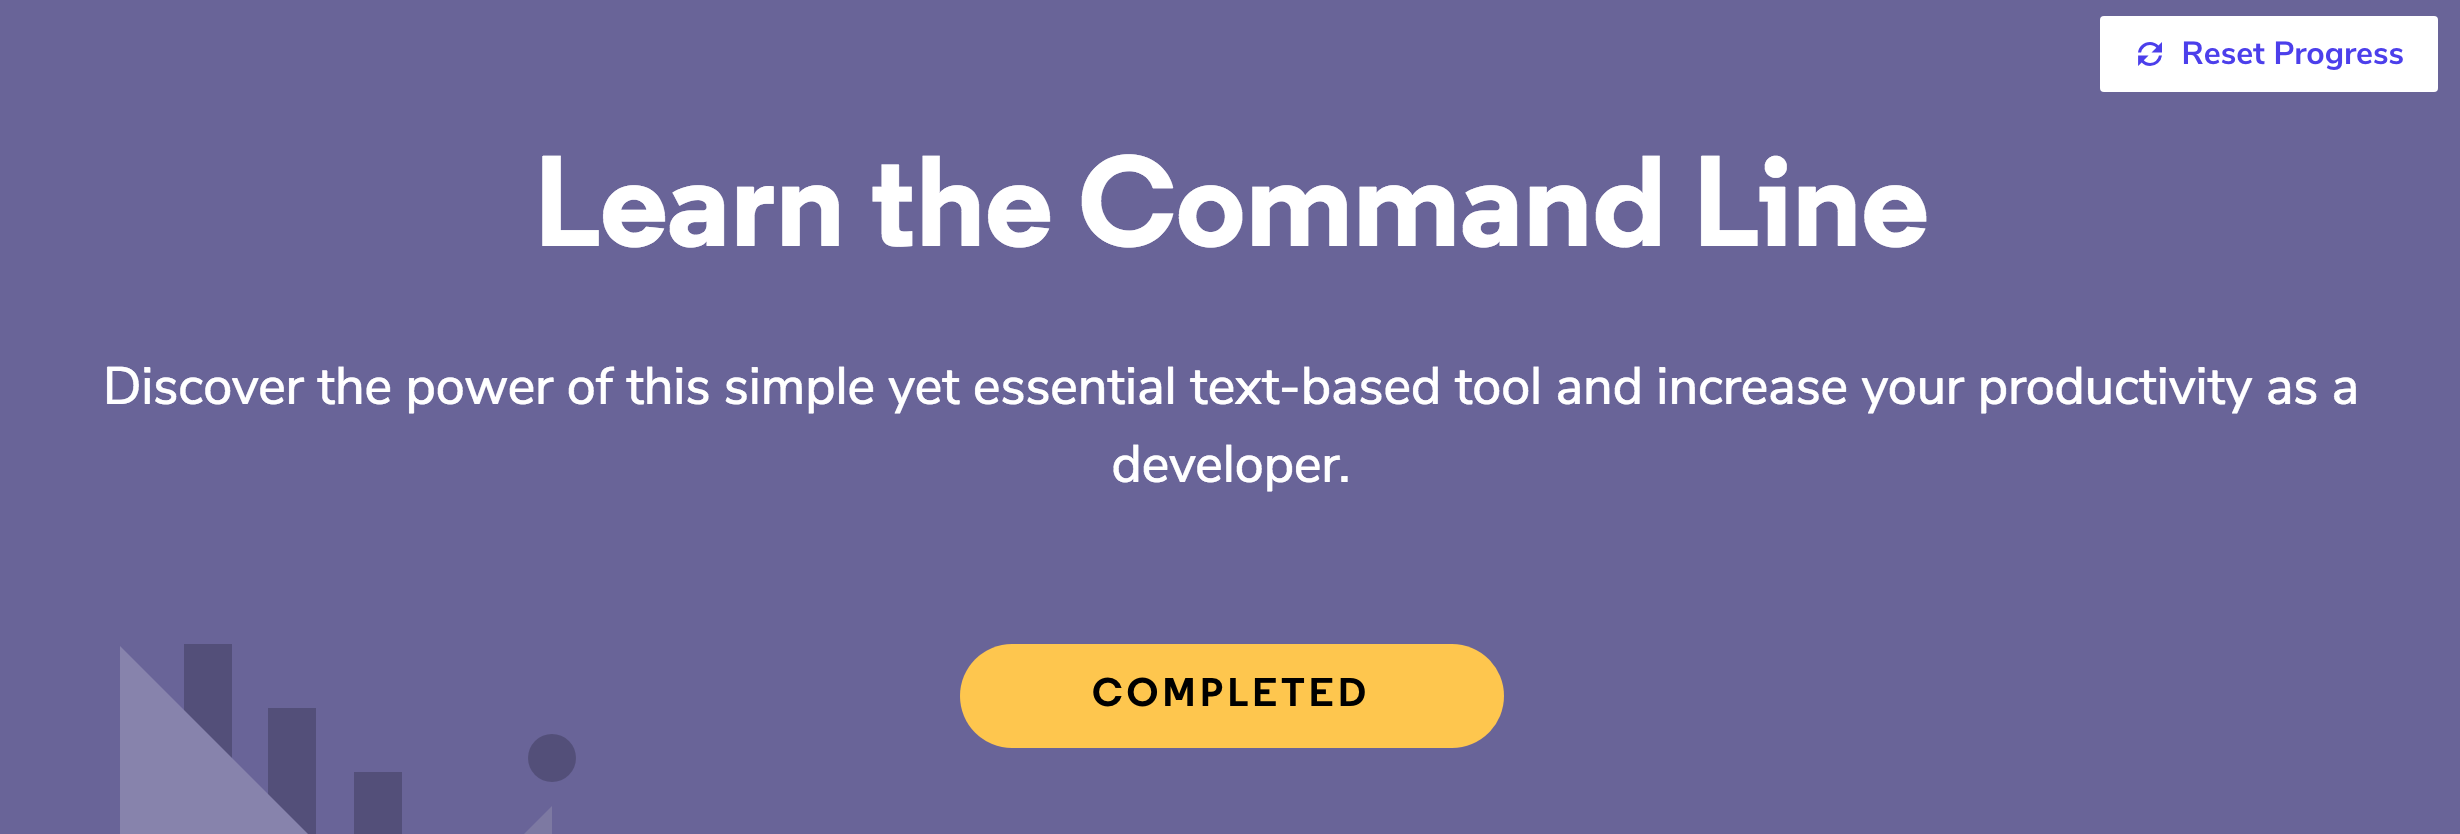 Reset Progress
Learn the Command Line
Discover the power of this simple yet essential text-based tool and increase your productivity as a
developer.
COMPLETED